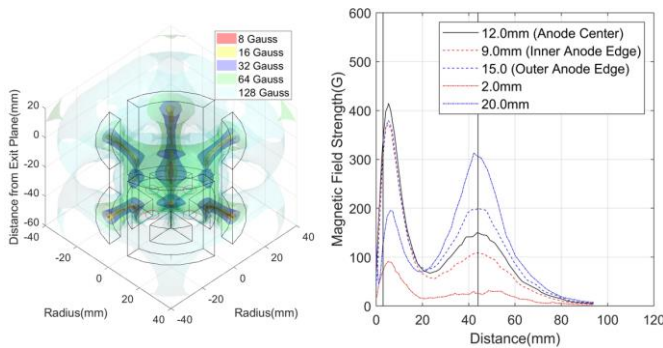 8 Gauss
16 Gauss
32 Gauss
64 Gauss
128 Gauss
Distance from Exit Plane(mm)
20
0
-20
-40
-60
-20
0
20
40
Radius(mm)
-40
-20
0
20
40
Radius(mm)
12.0mm (Anode Center)
9.0mm (Inner Anode Edge)
15.0 (Outer Anode Edge)
2.0mm
20.0mm
Magnetic Field Strength(G)
600
500
400
300
200
100
0
0 20 40 60 80 100 120
Distance(mm)